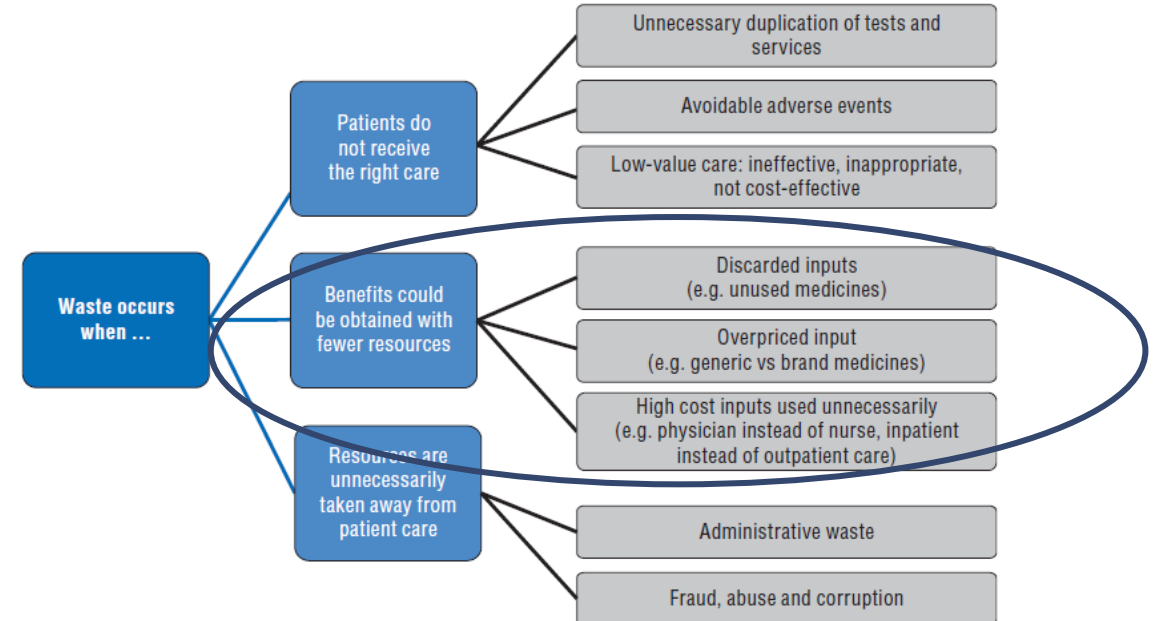 Waste occurs
when ...
Patients do
not receive
the right care
Unnecessary duplication of tests and
services
Avoidable adverse events
Low-value care: ineffective, inappropriate,
not cost-effective
Benefits could
be obtained with
fewer resources
Discarded inputs
(e.g. unused medicines)
Overpriced input
(e.g. generic vs brand medicines)
High cost inputs used unnecessarily
(e.g. physician instead of nurse, inpatient
instead of outpatient care)
Resources are
unnecessarily
taken away from
patient care
Administrative waste
Fraud, abuse and corruption